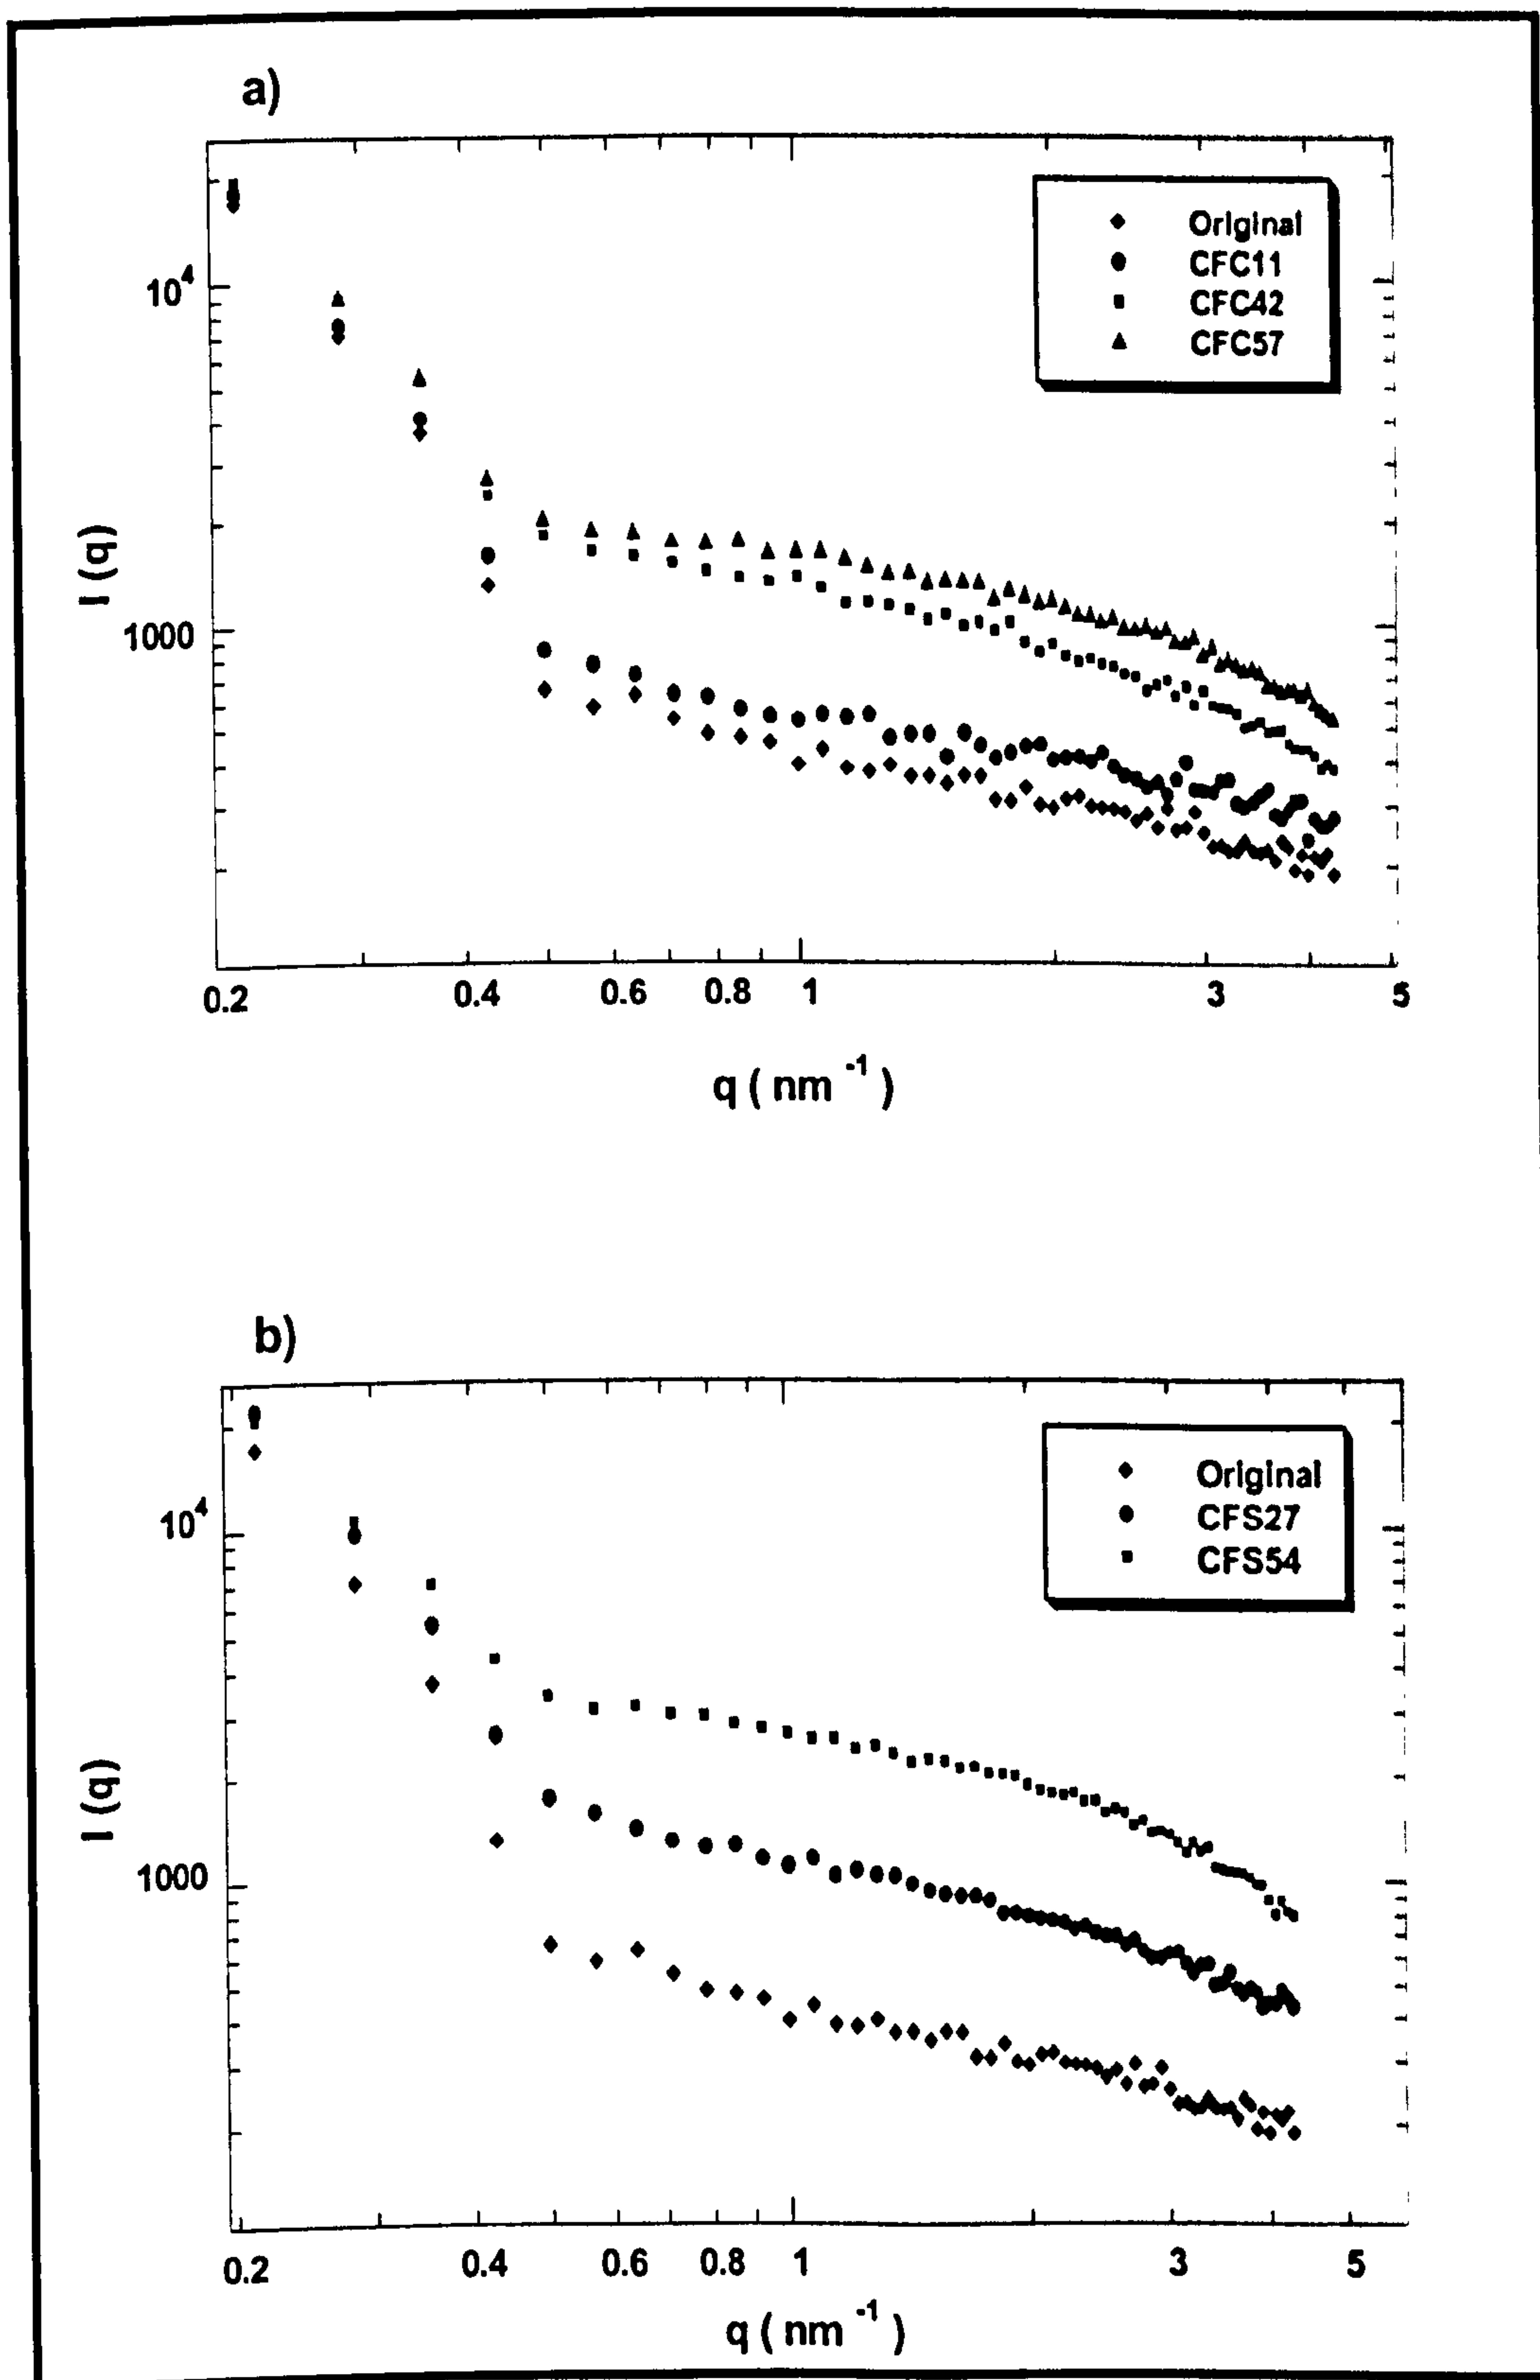 a)
Original
CFC11
CFC42
CFC57
10^4
1000
I (q)
0.2 0.4 0.6 0.8 1 3 5
q ( nm^-1 )
b)
Original
CFS27
CFS54
10^4
1000
I (q)
0.2 0.4 0.6 0.8 1 3 5
q ( nm^-1 )